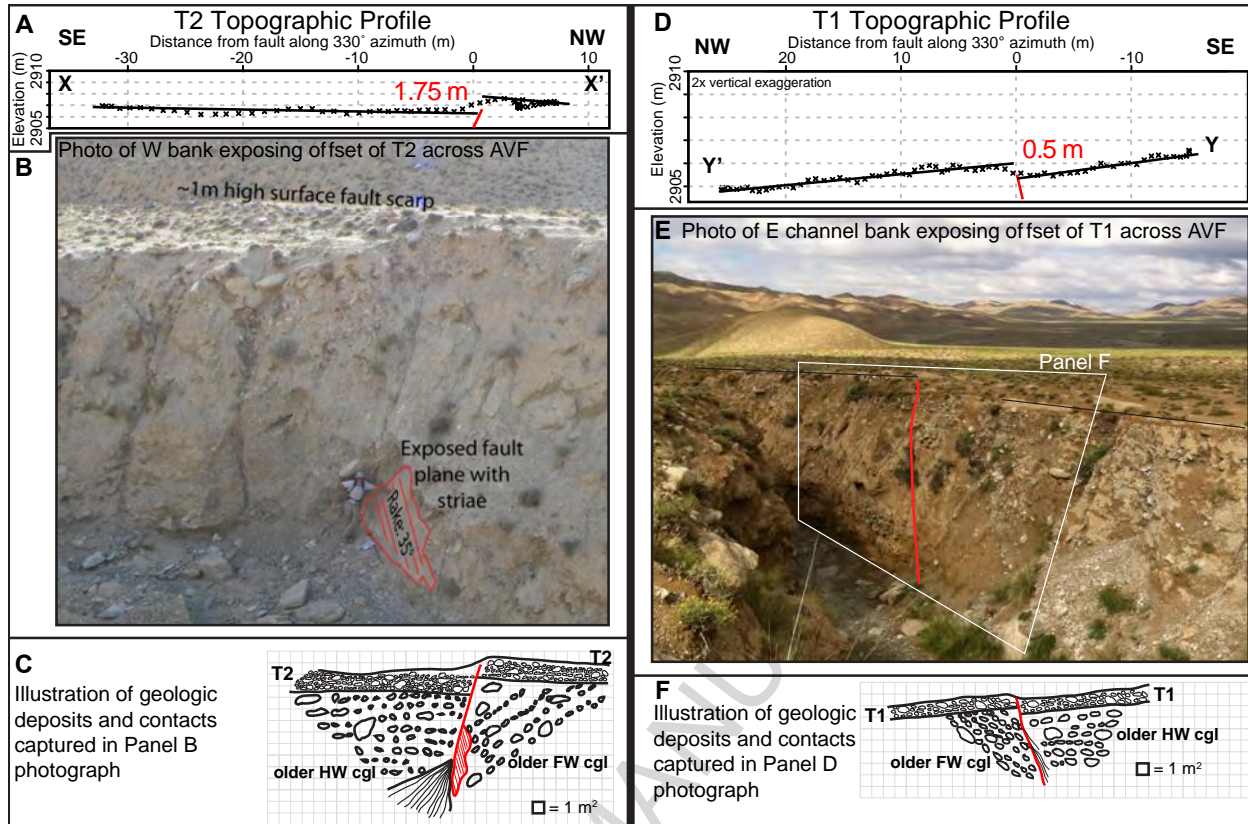 A
T2 Topographic Profile
SE
Distance from fault along 330° azimuth (m)
NW
-30
-20
-10
0
10
Elevation (m)
2910
2905
X
1.75 m
X'
B
Photo of W bank exposing offset of T2 across AVF
~1m high surface fault scarp
Exposed fault
plane with
striae
Rake: 35°
C
Illustration of geologic
deposits and contacts
captured in Panel B
photograph
T2
T2
older HW cgl
older FW cgl
= 1 m²
D
T1 Topographic Profile
NW
Distance from fault along 330° azimuth (m)
SE
20
10
0
-10
Elevation (m)
2910
2905
2x vertical exaggeration
Y'
0.5 m
Y
E
Photo of E channel bank exposing offset of T1 across AVF
Panel F
F
Illustration of geologic
deposits and contacts
captured in Panel D
photograph
T1
T1
older FW cgl
older HW cgl
= 1 m²
MANU